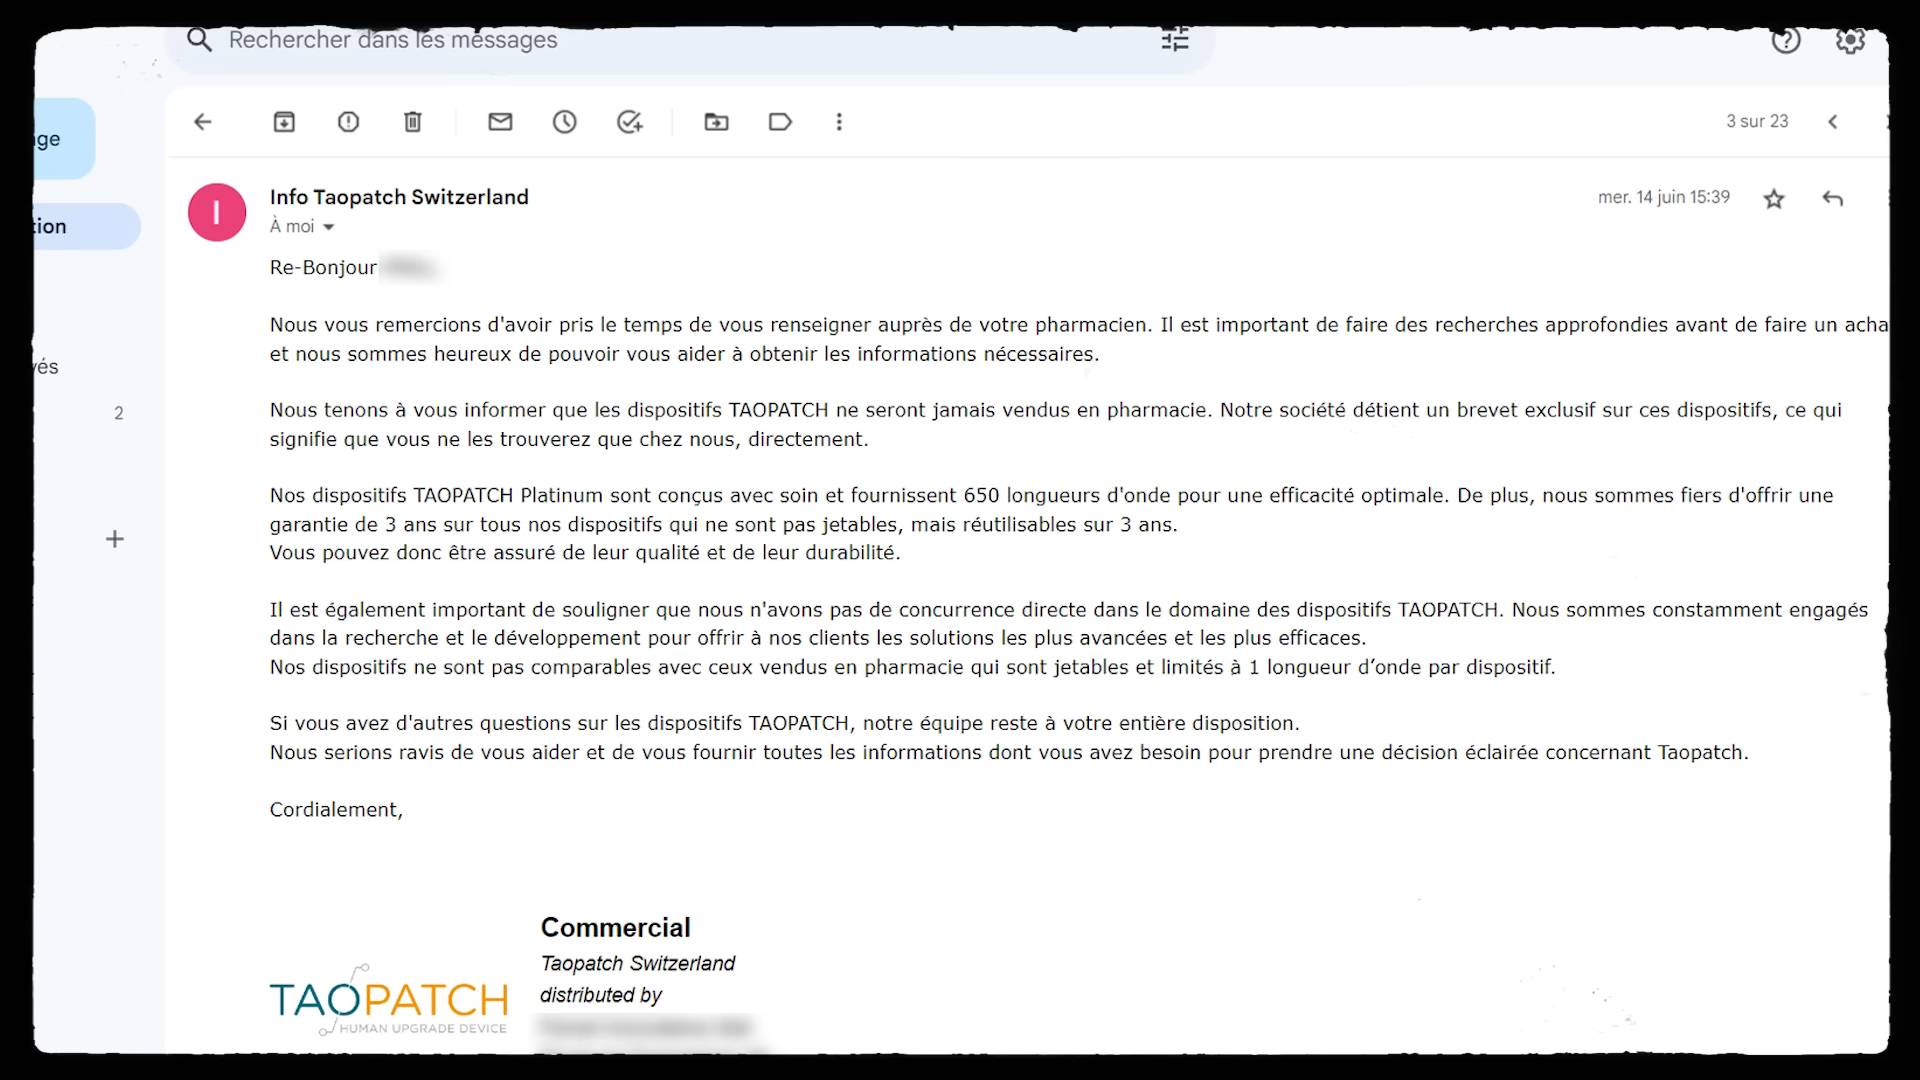 Rechercher dans les messages
ge
3 sur 23
Info Taopatch Switzerland
mer. 14 juin 15:39
tion
À moi
Re-Bonjour
Nous vous remercions d'avoir pris le temps de vous renseigner auprès de votre pharmacien. Il est important de faire des recherches approfondies avant de faire un acha
et nous sommes heureux de pouvoir vous aider à obtenir les informations nécessaires.
vés
2
Nous tenons à vous informer que les dispositifs TAOPATCH ne seront jamais vendus en pharmacie. Notre société détient un brevet exclusif sur ces dispositifs, ce qui
signifie que vous ne les trouverez que chez nous, directement.
Nos dispositifs TAOPATCH Platinum sont conçus avec soin et fournissent 650 longueurs d'onde pour une efficacité optimale. De plus, nous sommes fiers d'offrir une
garantie de 3 ans sur tous nos dispositifs qui ne sont pas jetables, mais réutilisables sur 3 ans.
Vous pouvez donc être assuré de leur qualité et de leur durabilité.
Il est également important de souligner que nous n'avons pas de concurrence directe dans le domaine des dispositifs TAOPATCH. Nous sommes constamment engagés
dans la recherche et le développement pour offrir à nos clients les solutions les plus avancées et les plus efficaces.
Nos dispositifs ne sont pas comparables avec ceux vendus en pharmacie qui sont jetables et limités à 1 longueur d’onde par dispositif.
Si vous avez d'autres questions sur les dispositifs TAOPATCH, notre équipe reste à votre entière disposition.
Nous serions ravis de vous aider et de vous fournir toutes les informations dont vous avez besoin pour prendre une décision éclairée concernant Taopatch.
Cordialement,
Commercial
Taopatch Switzerland
distributed by
TAOPATCH
HUMAN UPGRADE DEVICE